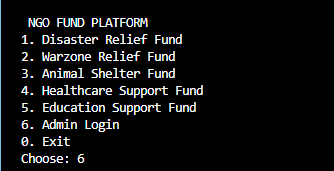 NGO FUND PLATFORM
1. Disaster Relief Fund
2. Warzone Relief Fund
3. Animal Shelter Fund
4. Healthcare Support Fund
5. Education Support Fund
6. Admin Login
0. Exit
Choose: 6